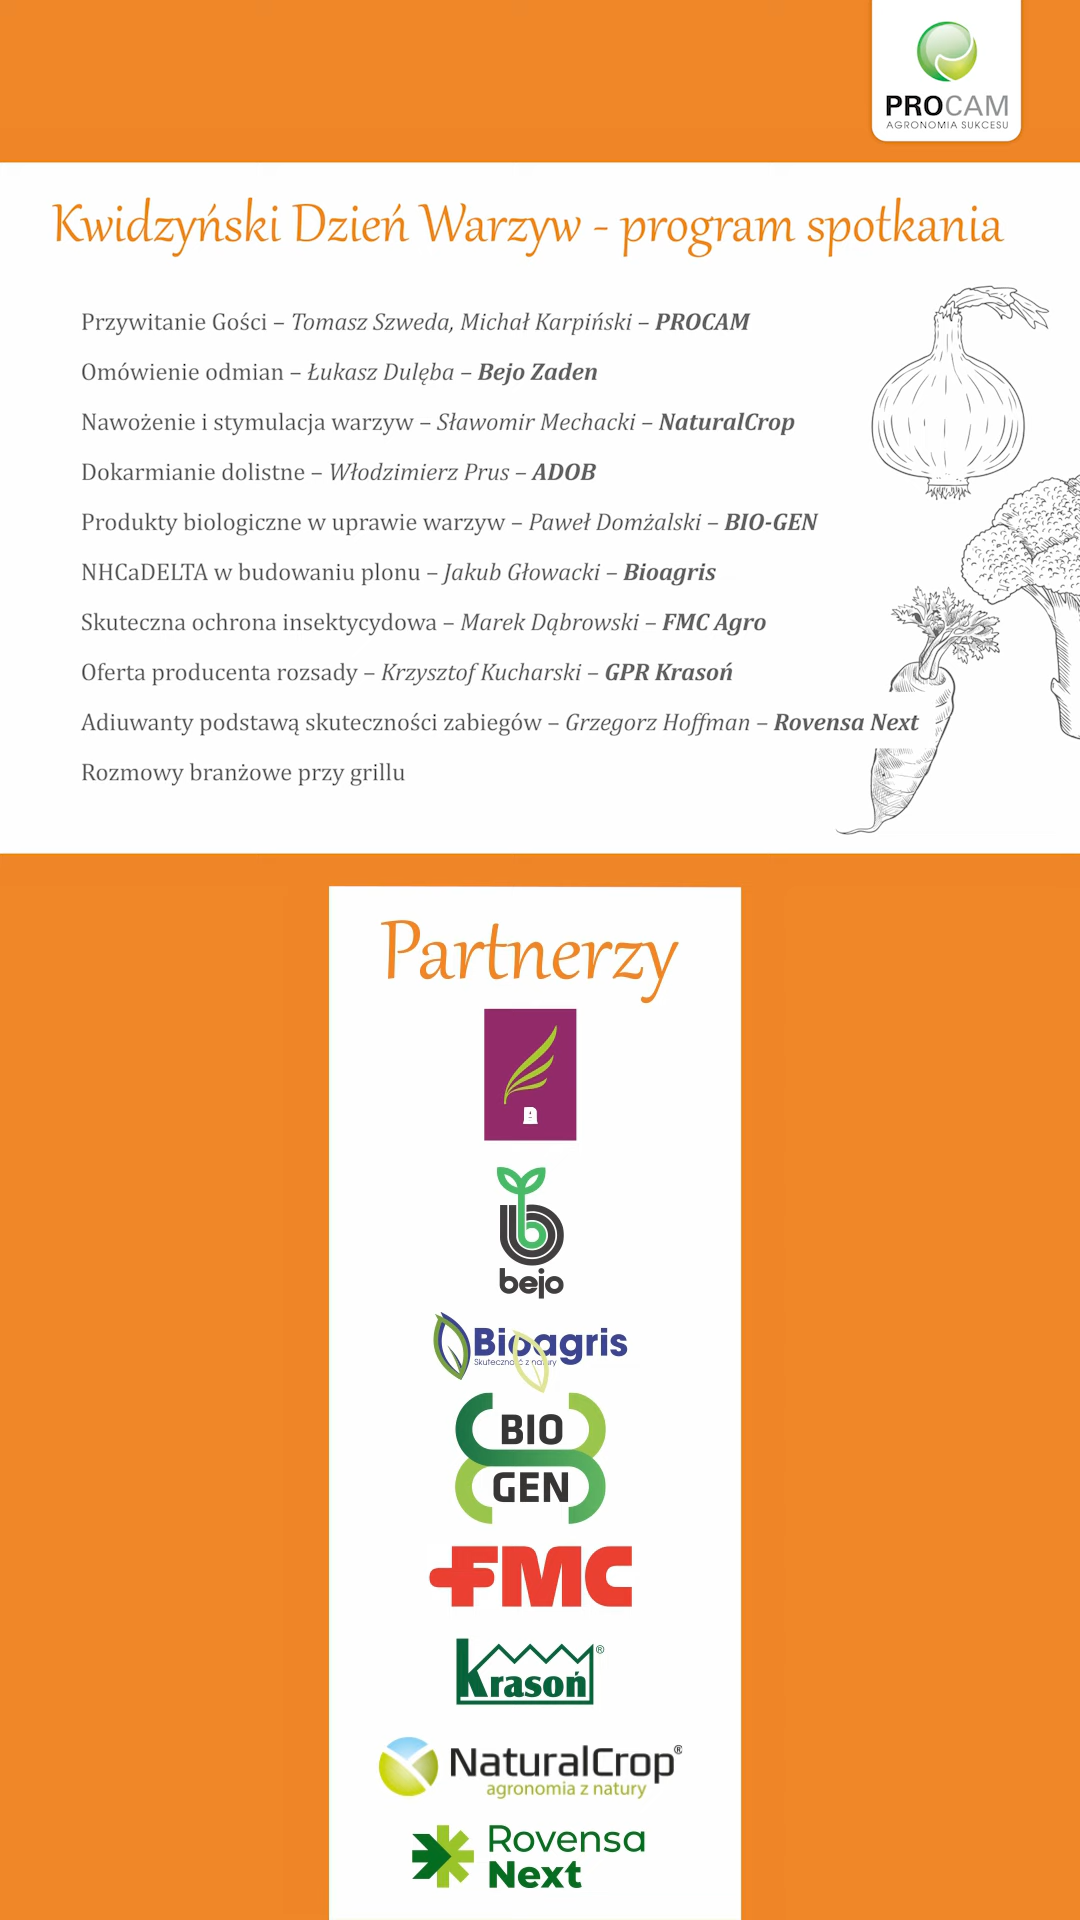 PROCAM
AGRONOMIA SUKCESU
Kwidzyński Dzień Warzyw - program spotkania
Przywitanie Gości – Tomasz Szweda, Michał Karpiński – PROCAM
Omówienie odmian – Łukasz Dulęba – Bejo Zaden
Nawożenie i stymulacja warzyw – Sławomir Mechacki – NaturalCrop
Dokarmianie dolistne – Włodzimierz Prus – ADOB
Produkty biologiczne w uprawie warzyw – Paweł Domżalski – BIO-GEN
NHCaDELTA w budowaniu plonu – Jakub Głowacki – Bioagris
Skuteczna ochrona insektycydowa – Marek Dąbrowski – FMC Agro
Oferta producenta rozsady – Krzysztof Kucharski – GPR Krasoń
Adiuwanty podstawą skuteczności zabiegów – Grzegorz Hoffman – Rovensa Next
Rozmowy branżowe przy grillu
Partnerzy
bejo
Bioagris
Skuteczność z natury
BIO
GEN
FMC
Krasoń®
NaturalCrop®
agronomia z natury
Rovensa
Next